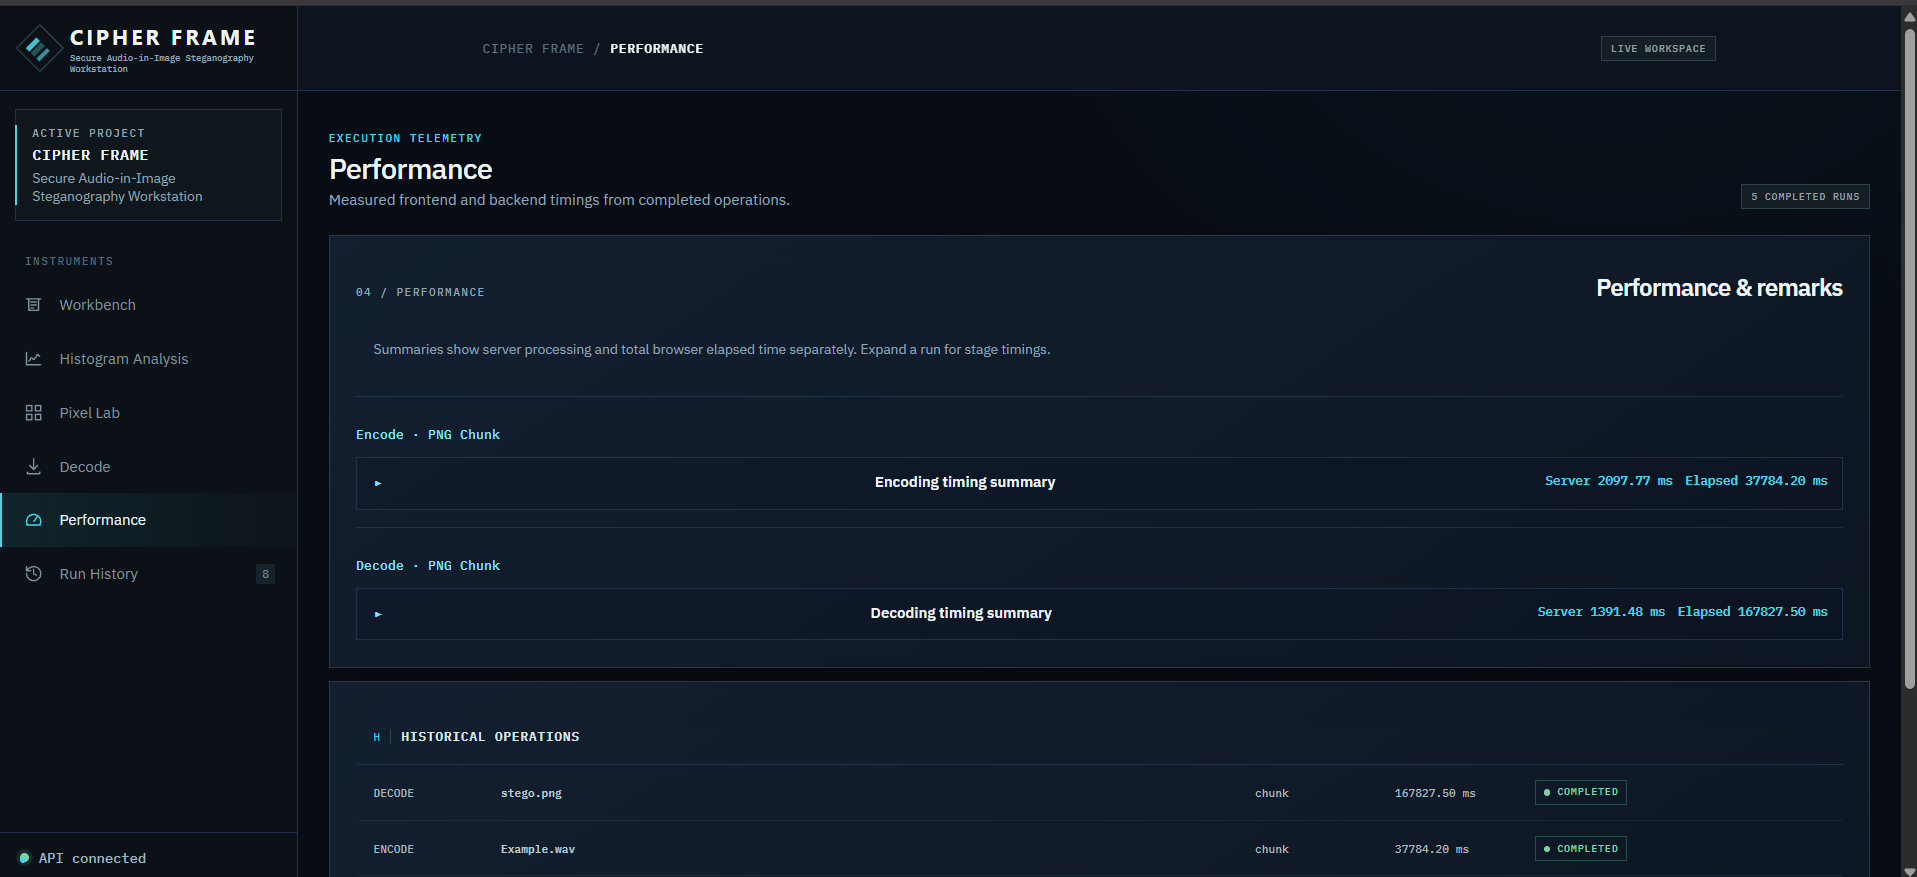 CIPHER FRAME
Secure Audio-in-Image Steganography
Workstation
CIPHER FRAME / PERFORMANCE
LIVE WORKSPACE
ACTIVE PROJECT
CIPHER FRAME
Secure Audio-in-Image
Steganography Workstation
INSTRUMENTS
Workbench
Histogram Analysis
Pixel Lab
Decode
Performance
Run History 8
API connected
EXECUTION TELEMETRY
Performance
Measured frontend and backend timings from completed operations.
5 COMPLETED RUNS
04 / PERFORMANCE
Performance & remarks
Summaries show server processing and total browser elapsed time separately. Expand a run for stage timings.
Encode · PNG Chunk
Encoding timing summary Server 2097.77 ms Elapsed 37784.20 ms
Decode · PNG Chunk
Decoding timing summary Server 1391.48 ms Elapsed 167827.50 ms
H HISTORICAL OPERATIONS
DECODE stego.png chunk 167827.50 ms COMPLETED
ENCODE Example.wav chunk 37784.20 ms COMPLETED